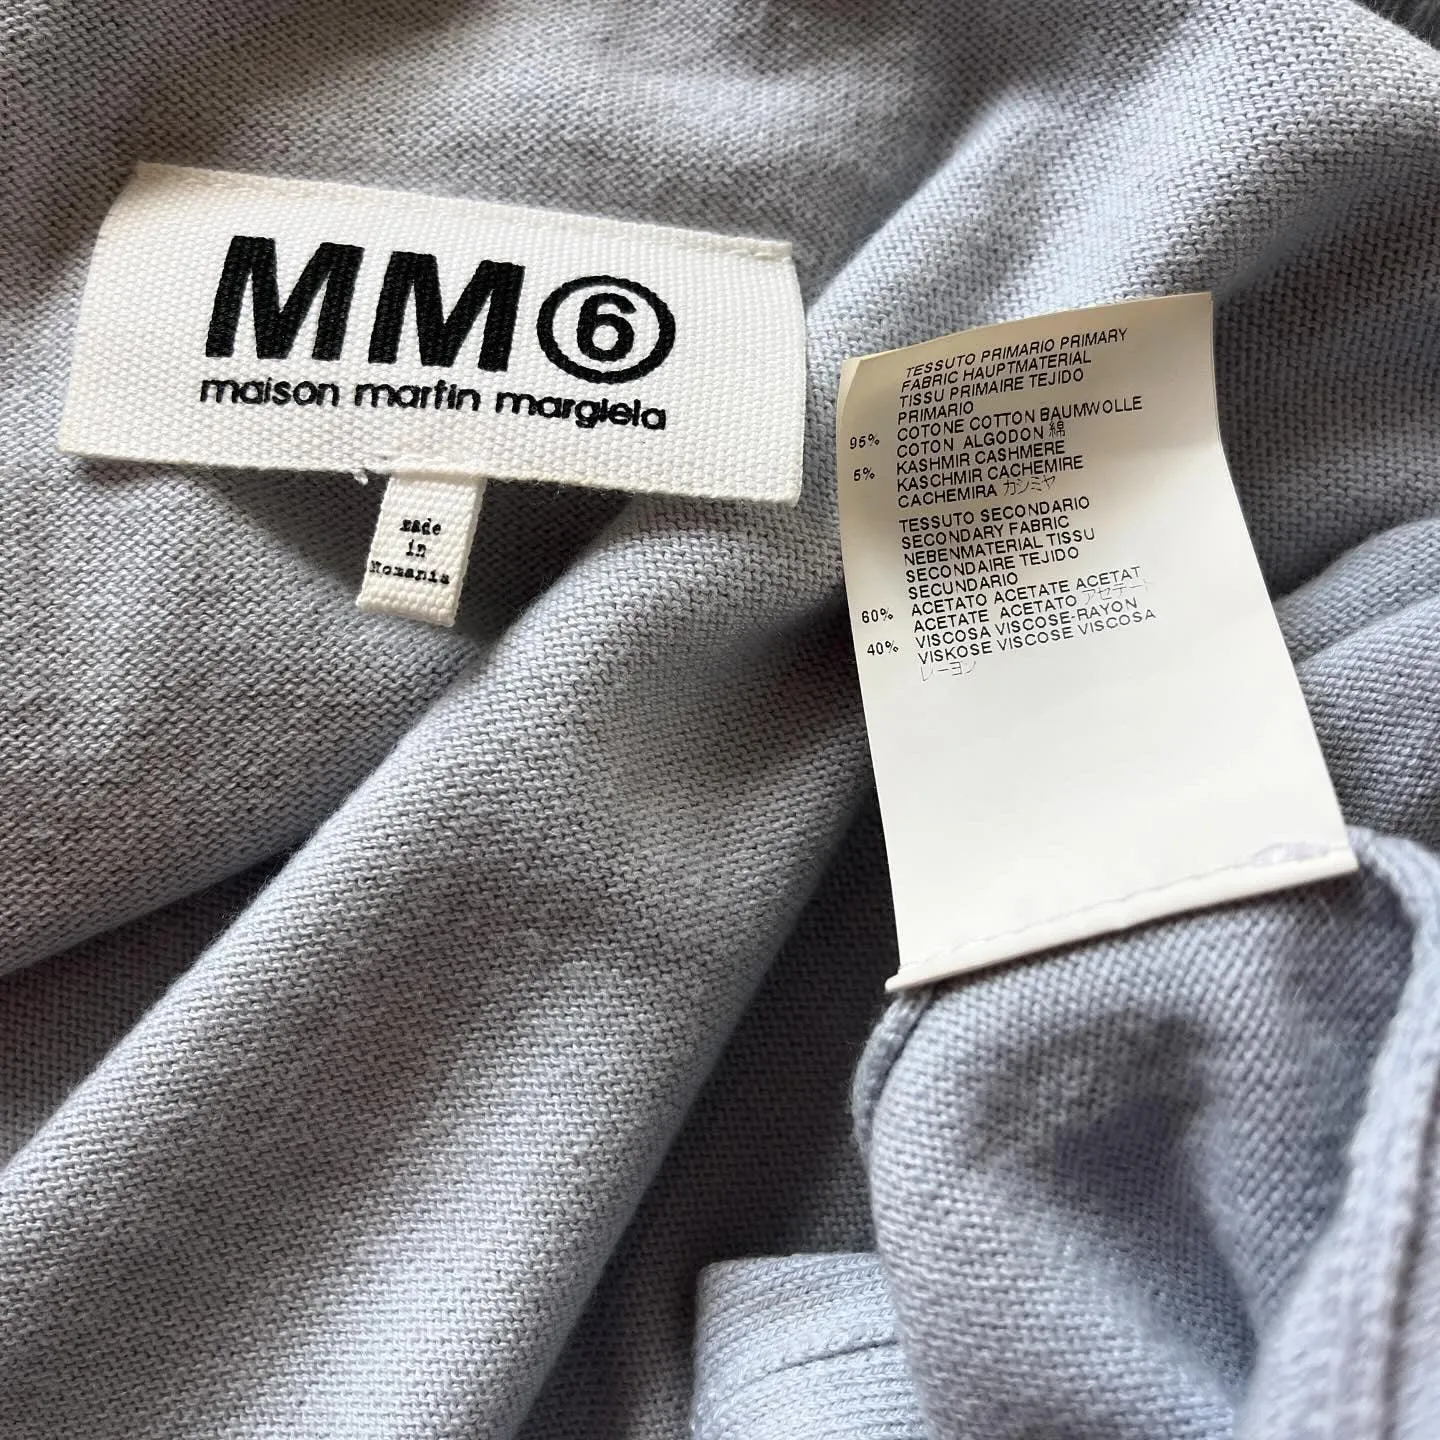 MM⑥
maison martin margiela
made
in
Romania
TESSUTO PRIMARIO PRIMARY
FABRIC HAUPTMATERIAL
TISSU PRIMAIRE TEJIDO
PRIMARIO
95% COTONE COTTON BAUMWOLLE
COTON ALGODON 綿
5% KASHMIR CASHMERE
KASCHMIR CACHEMIRE
CACHEMIRA カシミヤ
TESSUTO SECONDARIO
SECONDARY FABRIC
NEBENMATERIAL TISSU
SECONDAIRE TEJIDO
SECUNDARIO
60% ACETATO ACETATE ACETAT
ACETATE ACETATO アセテート
40% VISCOSA VISCOSE-RAYON
VISKOSE VISCOSE VISCOSA
レーヨン